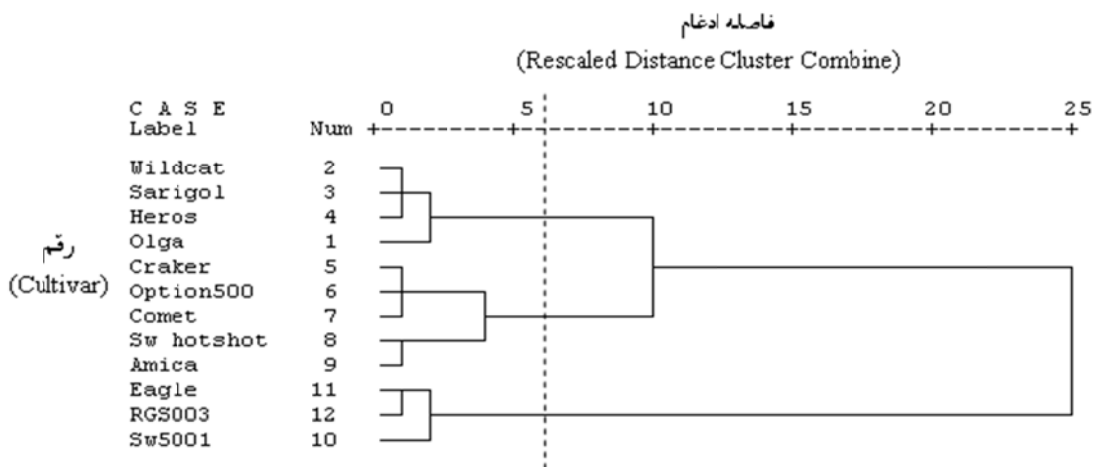 فاصله ادغام
(Rescaled Distance Cluster Combine)
C A S E 0 5 10 15 20 25
Label Num
Wildcat 2
Sarigol 3
Heros 4
Olga 1
Craker 5
Option500 6
Comet 7
Sw hotshot 8
Amica 9
Eagle 11
RGS003 12
Sw5001 10
رقم
(Cultivar)